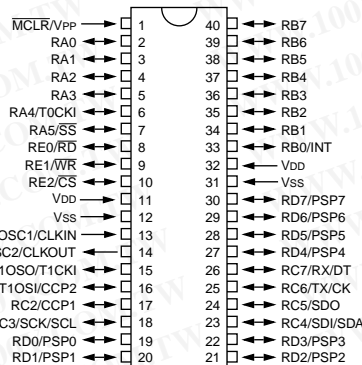 MCLR/VPP 1 40 RB7
RA0 2 39 RB6
RA1 3 38 RB5
RA2 4 37 RB4
RA3 5 36 RB3
RA4/T0CKI 6 35 RB2
RA5/SS 7 34 RB1
RE0/RD 8 33 RB0/INT
RE1/WR 9 32 VDD
RE2/CS 10 31 VSS
VDD 11 30 RD7/PSP7
VSS 12 29 RD6/PSP6
OSC1/CLKIN 13 28 RD5/PSP5
SC2/CLKOUT 14 27 RD4/PSP4
1OSO/T1CKI 15 26 RC7/RX/DT
T1OSI/CCP2 16 25 RC6/TX/CK
RC2/CCP1 17 24 RC5/SDO
C3/SCK/SCL 18 23 RC4/SDI/SDA
RD0/PSP0 19 22 RD3/PSP3
RD1/PSP1 20 21 RD2/PSP2